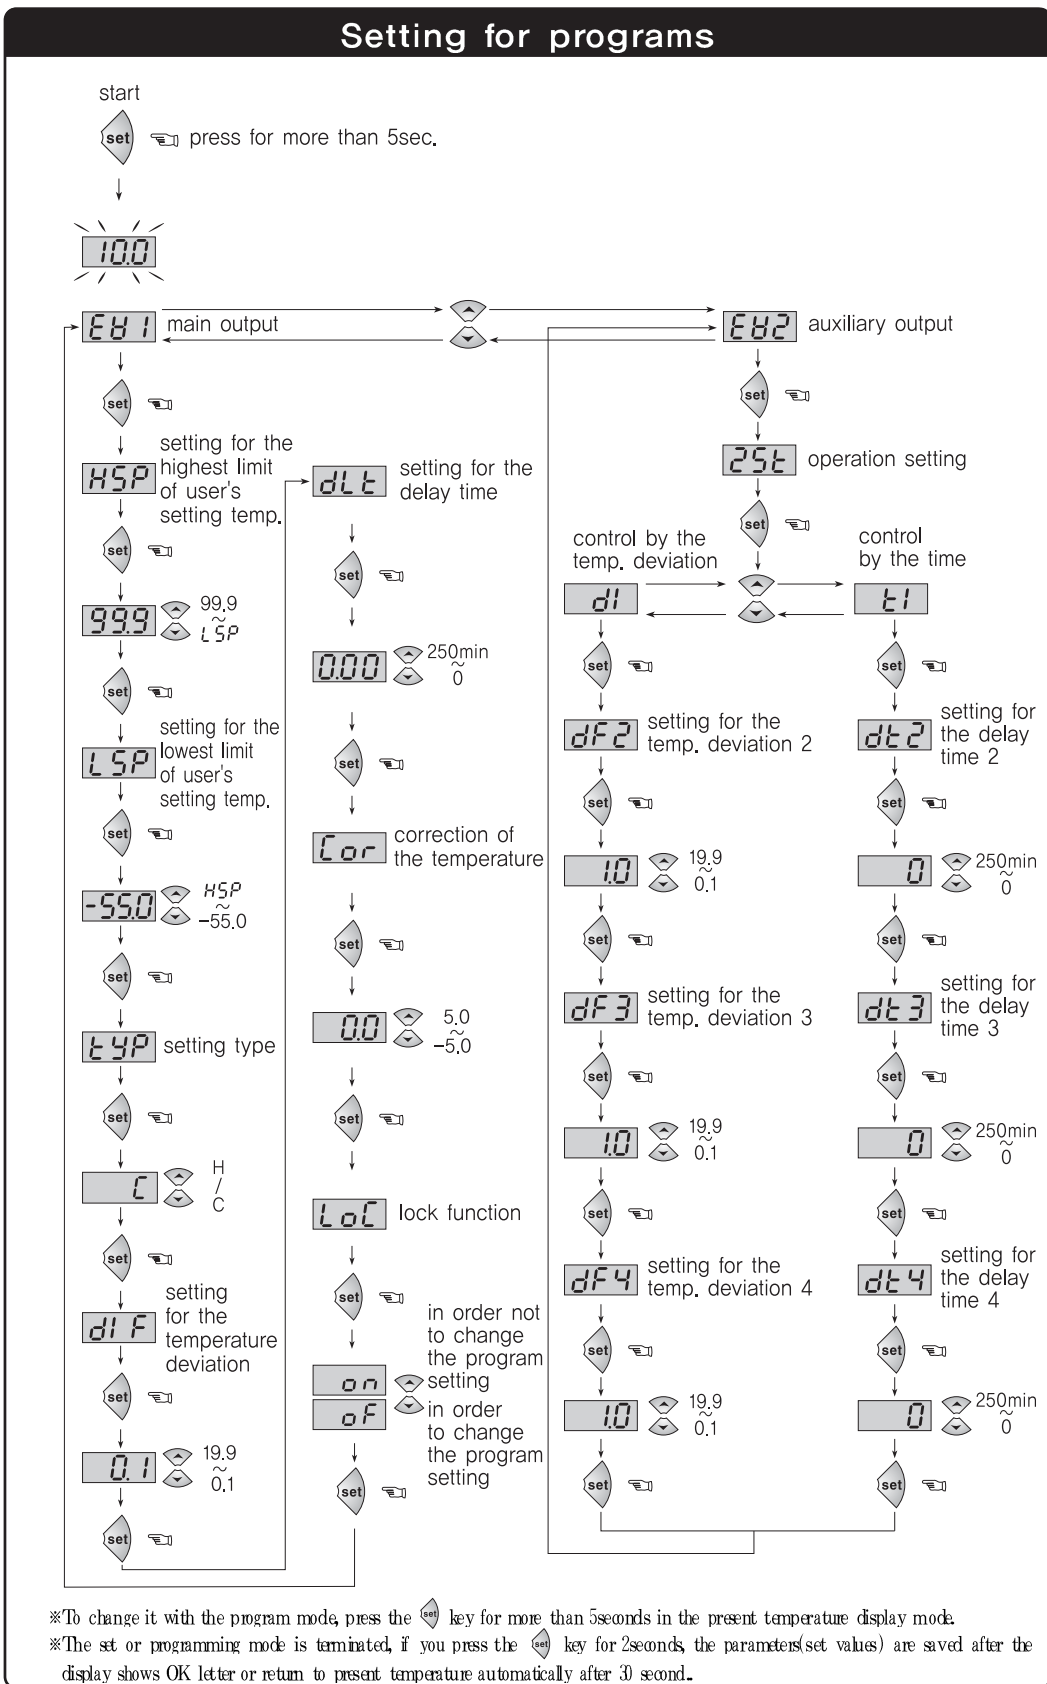 Setting for programs
start
set
press for more than 5sec.
10.0
EH1
main output
set
HSP
setting for the
highest limit
of user's
setting temp.
set
99.9
99.9
~
LSP
set
LSP
setting for the
lowest limit
of user's
setting temp.
set
-55.0
HSP
~
-55.0
set
tYP
setting type
set
C
H
/
C
set
dIF
setting
for the
temperature
deviation
set
0.1
19.9
~
0.1
set
dLt
setting for the
delay time
set
0.00
250min
~
0
set
Cor
correction of
the temperature
set
0.0
5.0
~
-5.0
set
LoC
lock function
set
on
in order not
to change
the program
setting
oF
in order
to change
the program
setting
set
EH2
auxiliary output
set
2St
operation setting
set
control by the
temp. deviation
d1
set
dF2
setting for the
temp. deviation 2
set
1.0
19.9
~
0.1
set
dF3
setting for the
temp. deviation 3
set
1.0
19.9
~
0.1
set
dF4
setting for the
temp. deviation 4
set
1.0
19.9
~
0.1
set
control
by the time
t1
set
dt2
setting for
the delay
time 2
set
0
250min
~
0
set
dt3
setting for
the delay
time 3
set
0
250min
~
0
set
dt4
setting for
the delay
time 4
set
0
250min
~
0
set
※To change it with the program mode, press the set key for more than 5seconds in the present temperature display mode.
※The set or programming mode is terminated, if you press the set key for 2seconds, the parameters(set values) are saved after the
display shows OK letter or return to present temperature automatically after 30 second..